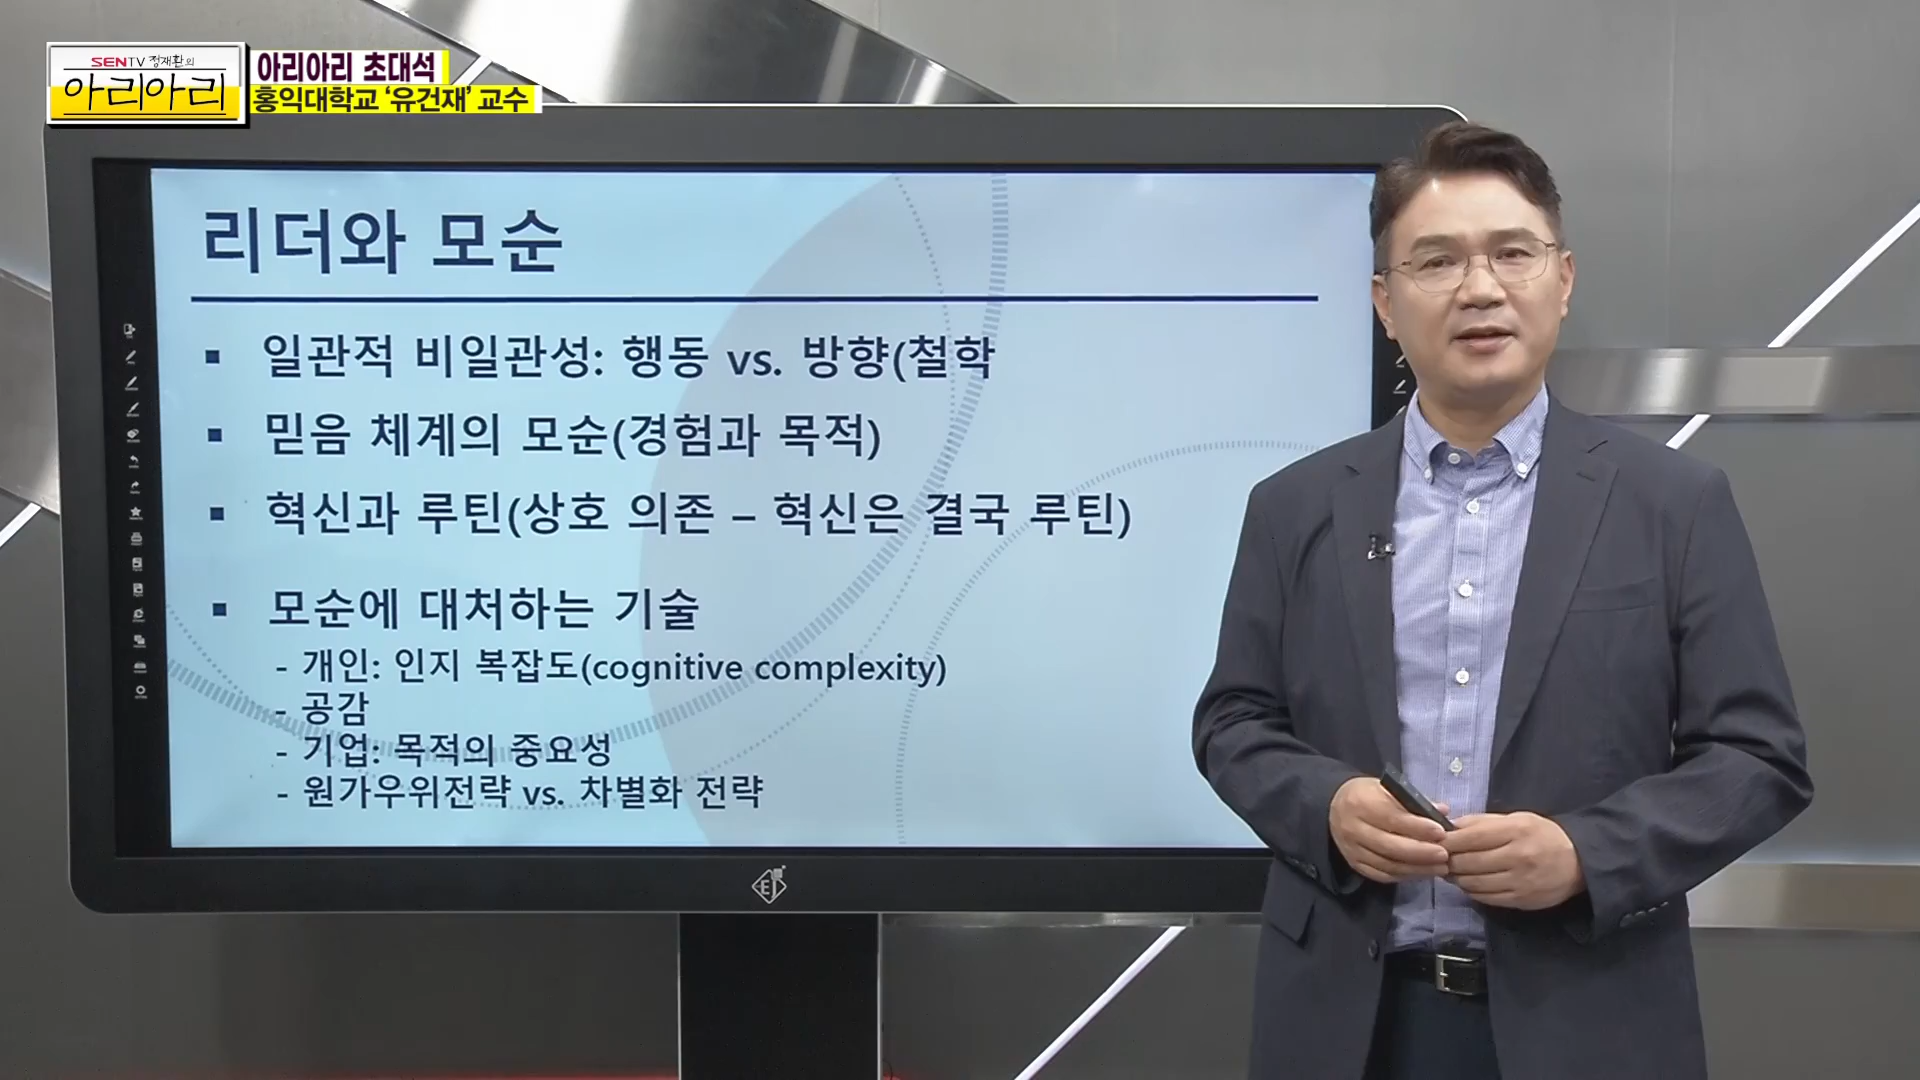 SENTV 정재환의
아리아리
아리아리 초대석
홍익대학교 ‘유건재’ 교수
리더와 모순
▪ 일관적 비일관성: 행동 vs. 방향(철학
▪ 믿음 체계의 모순(경험과 목적)
▪ 혁신과 루틴(상호 의존 – 혁신은 결국 루틴)
▪ 모순에 대처하는 기술
- 개인: 인지 복잡도(cognitive complexity)
- 공감
- 기업: 목적의 중요성
- 원가우위전략 vs. 차별화 전략